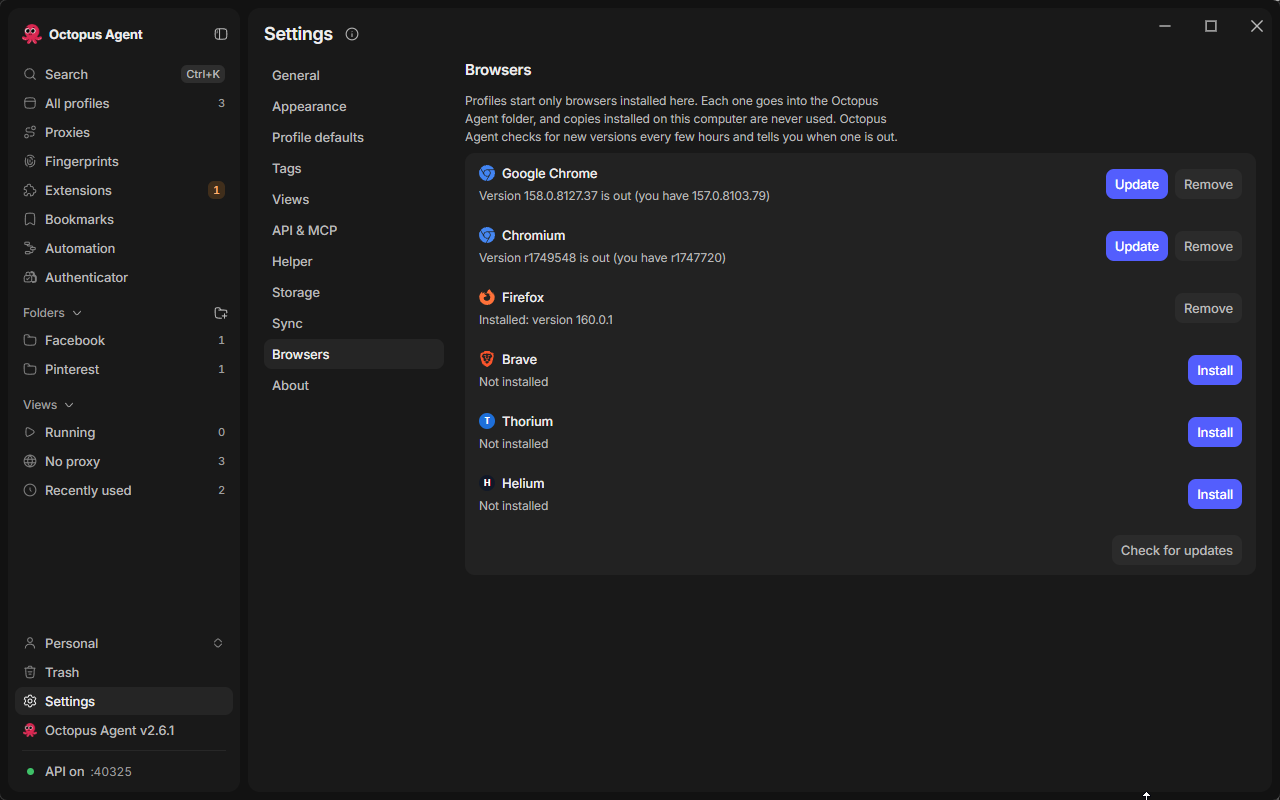 Octopus Agent
Search Ctrl+K
All profiles 3
Proxies
Fingerprints
Extensions 1
Bookmarks
Automation
Authenticator
Folders
Facebook 1
Pinterest 1
Views
Running 0
No proxy 3
Recently used 2
Personal
Trash
Settings
Octopus Agent v2.6.1
API on :40325
Settings
General
Appearance
Profile defaults
Tags
Views
API & MCP
Helper
Storage
Sync
Browsers
About
Browsers
Profiles start only browsers installed here. Each one goes into the Octopus
Agent folder, and copies installed on this computer are never used. Octopus
Agent checks for new versions every few hours and tells you when one is out.
Google Chrome
Version 158.0.8127.37 is out (you have 157.0.8103.79)
Update Remove
Chromium
Version r1749548 is out (you have r1747720)
Update Remove
Firefox
Installed: version 160.0.1
Remove
Brave
Not installed
Install
T Thorium
Not installed
Install
H Helium
Not installed
Install
Check for updates